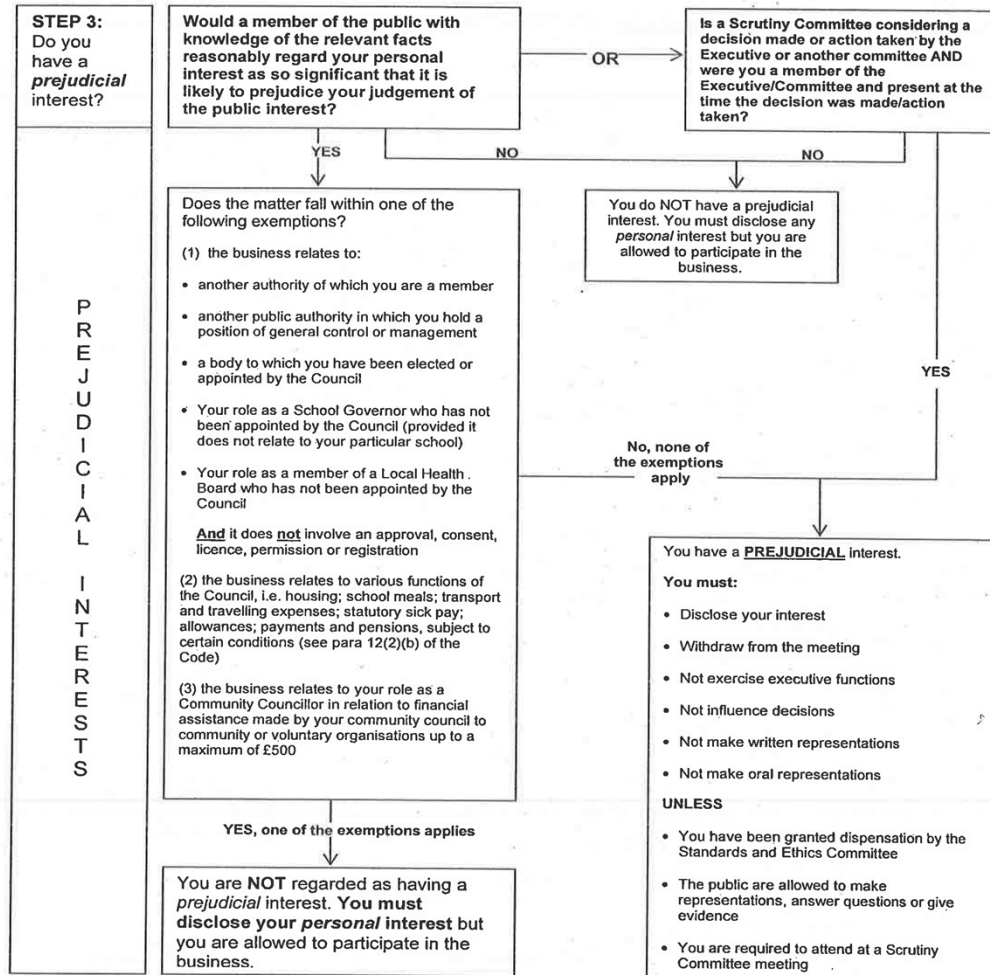 STEP 3:
Do you
have a
prejudicial
interest?
Would a member of the public with
knowledge of the relevant facts
reasonably regard your personal
interest as so significant that it is
likely to prejudice your judgement of
the public interest?
OR
Is a Scrutiny Committee considering a
decision made or action taken by the
Executive or another committee AND
were you a member of the
Executive/Committee and present at the
time the decision was made/action
taken?
YES
NO
NO
P
R
E
J
U
D
I
C
I
A
L
I
N
T
E
R
E
S
T
S
Does the matter fall within one of the
following exemptions?
(1) the business relates to:
• another authority of which you are a member
• another public authority in which you hold a
position of general control or management
• a body to which you have been elected or
appointed by the Council
• Your role as a School Governor who has not
been appointed by the Council (provided it
does not relate to your particular school)
• Your role as a member of a Local Health .
Board who has not been appointed by the
Council
And it does not involve an approval, consent,
licence, permission or registration
(2) the business relates to various functions of
the Council, i.e. housing; school meals; transport
and travelling expenses; statutory sick pay;
allowances; payments and pensions, subject to
certain conditions (see para 12(2)(b) of the
Code)
(3) the business relates to your role as a
Community Councillor in relation to financial
assistance made by your community council to
community or voluntary organisations up to a
maximum of £500
You do NOT have a prejudicial
interest. You must disclose any
personal interest but you are
allowed to participate in the
business.
YES
No, none of
the exemptions
apply
You have a PREJUDICIAL interest.
You must:
• Disclose your interest
• Withdraw from the meeting
• Not exercise executive functions
• Not influence decisions
• Not make written representations
• Not make oral representations
UNLESS
• You have been granted dispensation by the
Standards and Ethics Committee
• The public are allowed to make
representations, answer questions or give
evidence
• You are required to attend at a Scrutiny
Committee meeting
YES, one of the exemptions applies
You are NOT regarded as having a
prejudicial interest. You must
disclose your personal interest but
you are allowed to participate in the
business.